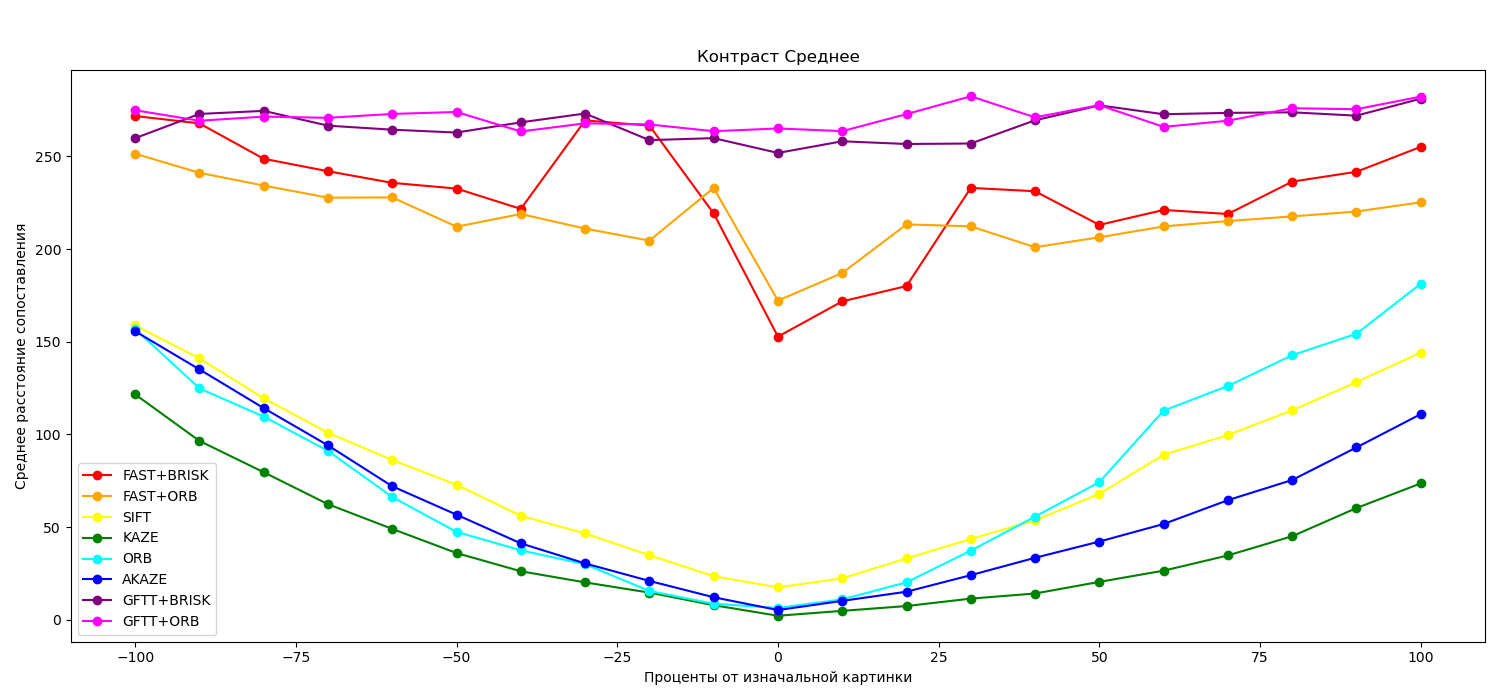 Контраст Среднее
Среднее расстояние сопоставления
250
200
150
100
50
0
FAST+BRISK
FAST+ORB
SIFT
KAZE
ORB
AKAZE
GFTT+BRISK
GFTT+ORB
−100 −75 −50 −25 0 25 50 75 100
Проценты от изначальной картинки